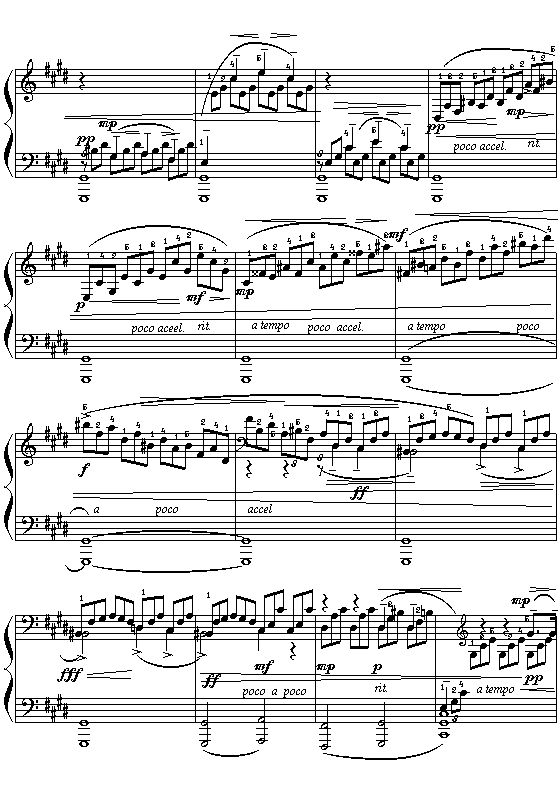 mp
pp
pp
mp
poco accel. rit.
mf
p
mf
mp
poco aceel. rit. a tempo poco accel. a tempo poco
f
ff
a poco accel
mp
fff
ff
mf
mp
p
pp
poco a poco rit. a tempo